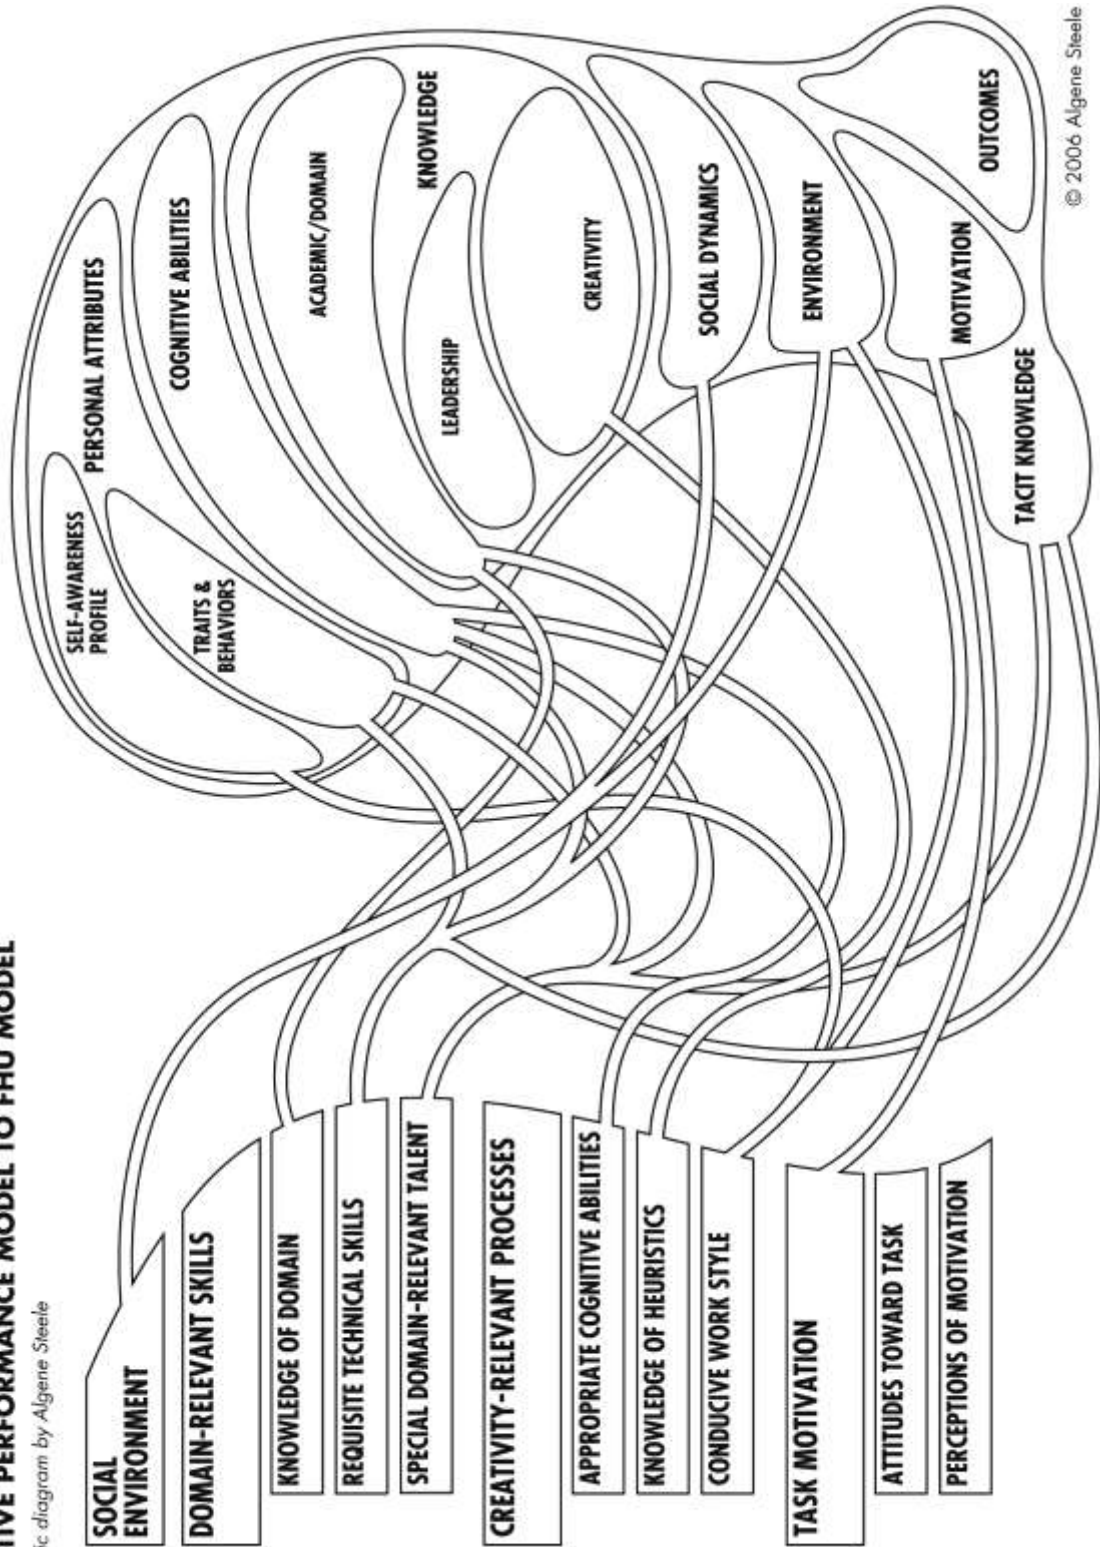 TIVE PERFORMANCE MODEL TO FHU MODEL
ic diagram by Algene Steele
SOCIAL
ENVIRONMENT
DOMAIN-RELEVANT SKILLS
KNOWLEDGE OF DOMAIN
REQUISITE TECHNICAL SKILLS
SPECIAL DOMAIN-RELEVANT TALENT
CREATIVITY-RELEVANT PROCESSES
APPROPRIATE COGNITIVE ABILITIES
KNOWLEDGE OF HEURISTICS
CONDUCIVE WORK STYLE
TASK MOTIVATION
ATTITUDES TOWARD TASK
PERCEPTIONS OF MOTIVATION
SELF-AWARENESS
PROFILE
PERSONAL ATTRIBUTES
TRAITS &
BEHAVIORS
COGNITIVE ABILITIES
ACADEMIC/DOMAIN
KNOWLEDGE
LEADERSHIP
CREATIVITY
SOCIAL DYNAMICS
ENVIRONMENT
MOTIVATION
OUTCOMES
TACIT KNOWLEDGE
© 2006 Algene Steele